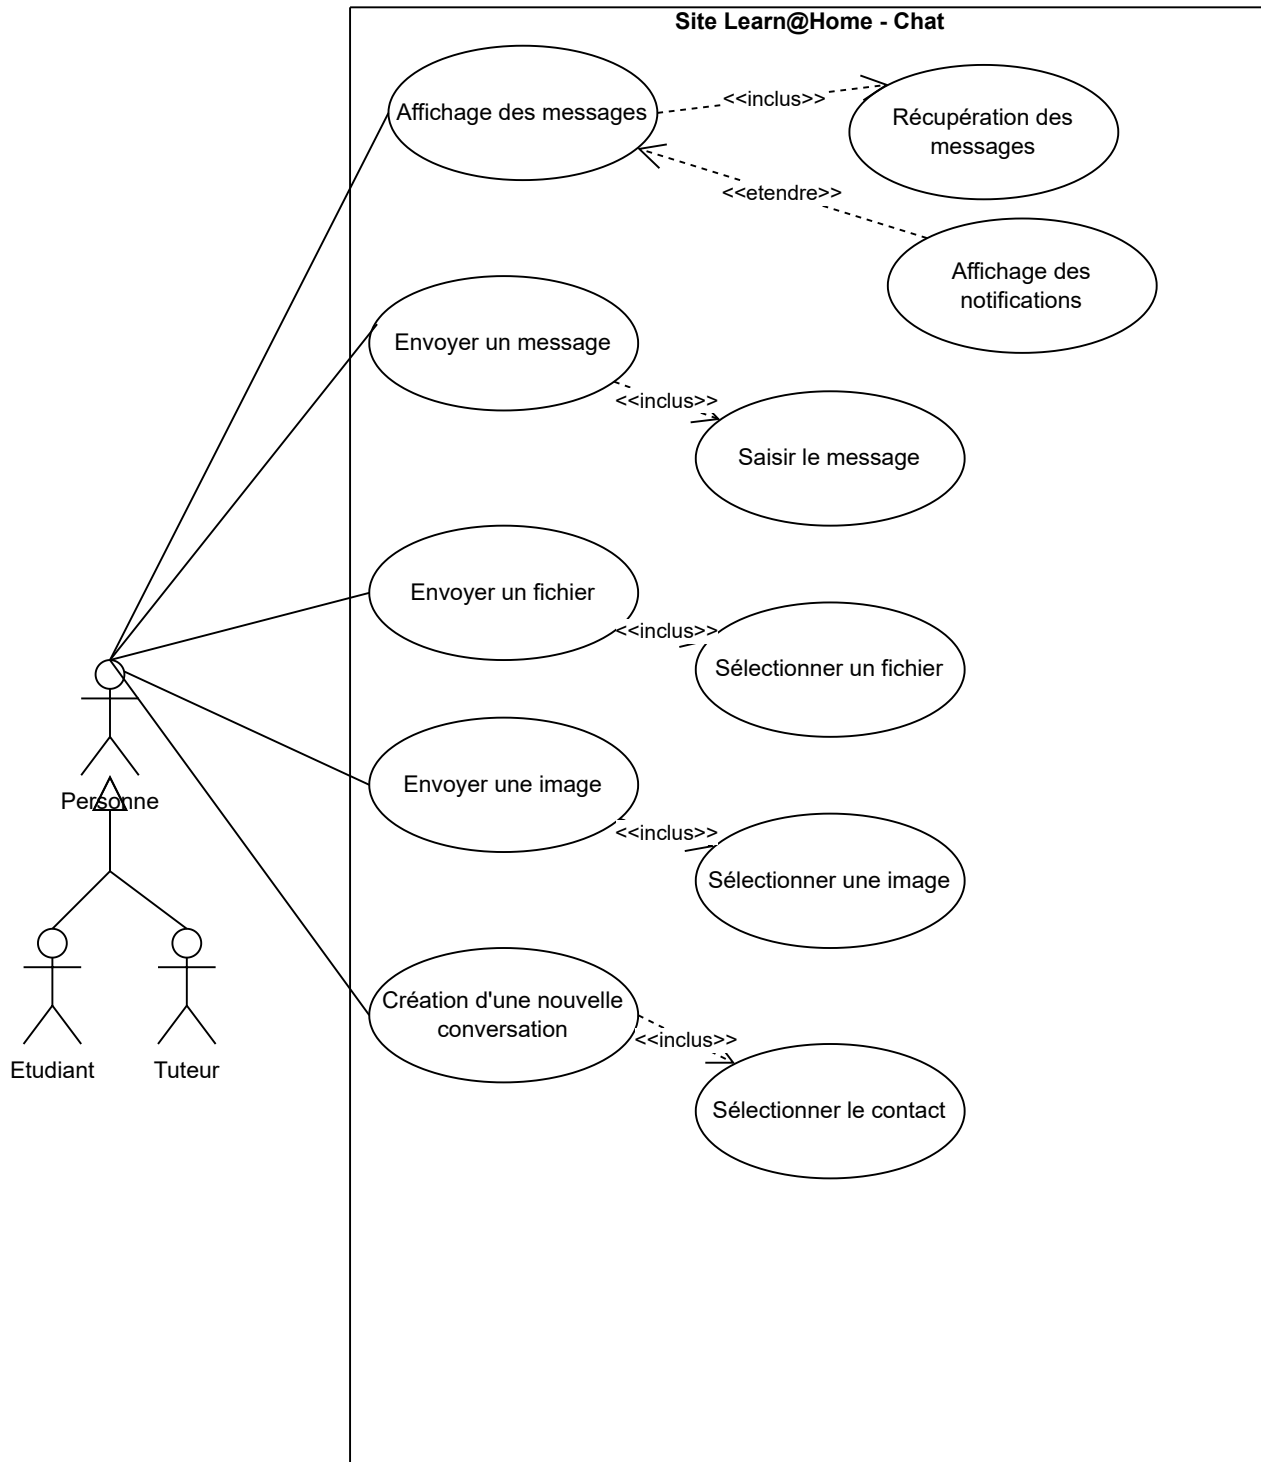 Site Learn@Home - Chat
Affichage des messages
<<inclus>>
Récupération des
messages
<<etendre>>
Affichage des
notifications
Envoyer un message
<<inclus>>
Saisir le message
Envoyer un fichier
<<inclus>>
Sélectionner un fichier
Envoyer une image
Personne
<<inclus>>
Sélectionner une image
Création d'une nouvelle
conversation
<<inclus>>
Etudiant
Tuteur
Sélectionner le contact